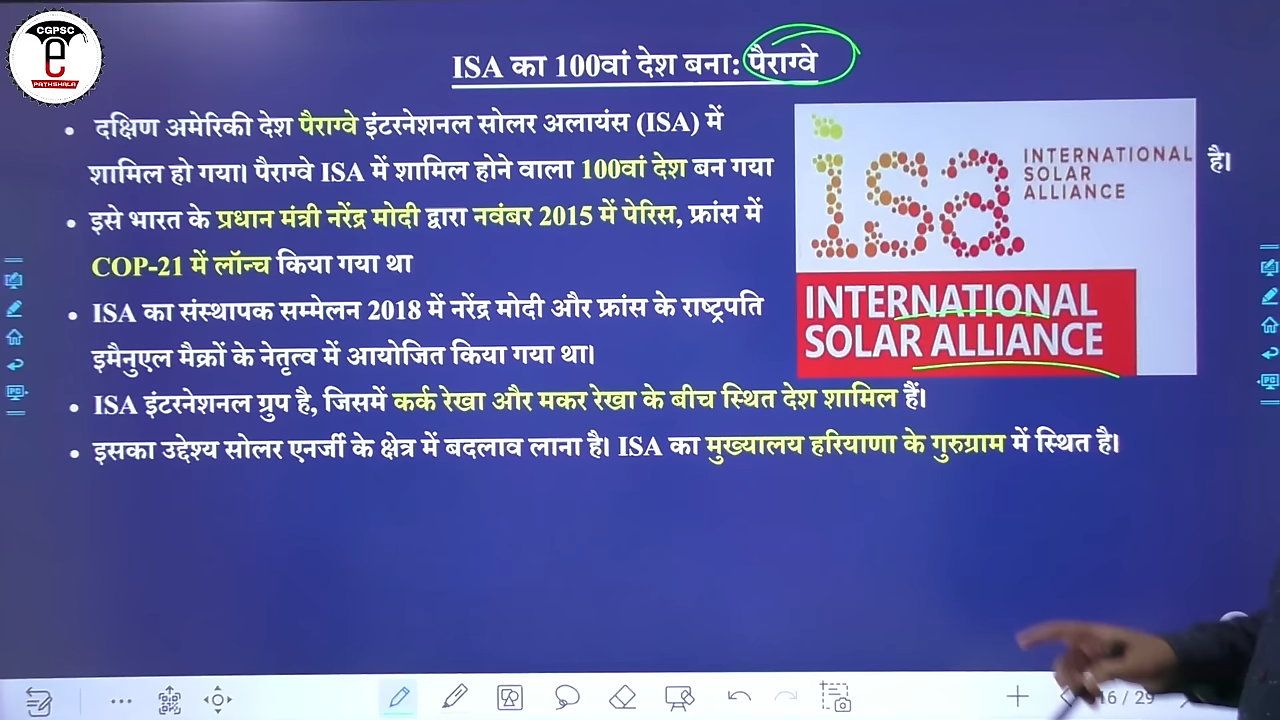 CGPSC
e
PATHSHALA
ISA का 100वां देश बना: पैराग्वे
• दक्षिण अमेरिकी देश पैराग्वे इंटरनेशनल सोलर अलायंस (ISA) में
शामिल हो गया। पैराग्वे ISA में शामिल होने वाला 100वां देश बन गया है।
• इसे भारत के प्रधान मंत्री नरेंद्र मोदी द्वारा नवंबर 2015 में पेरिस, फ्रांस में
COP-21 में लॉन्च किया गया था
• ISA का संस्थापक सम्मेलन 2018 में नरेंद्र मोदी और फ्रांस के राष्ट्रपति
इमैनुएल मैक्रों के नेतृत्व में आयोजित किया गया था।
• ISA इंटरनेशनल ग्रुप है, जिसमें कर्क रेखा और मकर रेखा के बीच स्थित देश शामिल हैं।
• इसका उद्देश्य सोलर एनर्जी के क्षेत्र में बदलाव लाना है। ISA का मुख्यालय हरियाणा के गुरुग्राम में स्थित है।
isa
INTERNATIONAL
SOLAR
ALLIANCE
INTERNATIONAL
SOLAR ALLIANCE
PC
PC
16 / 29